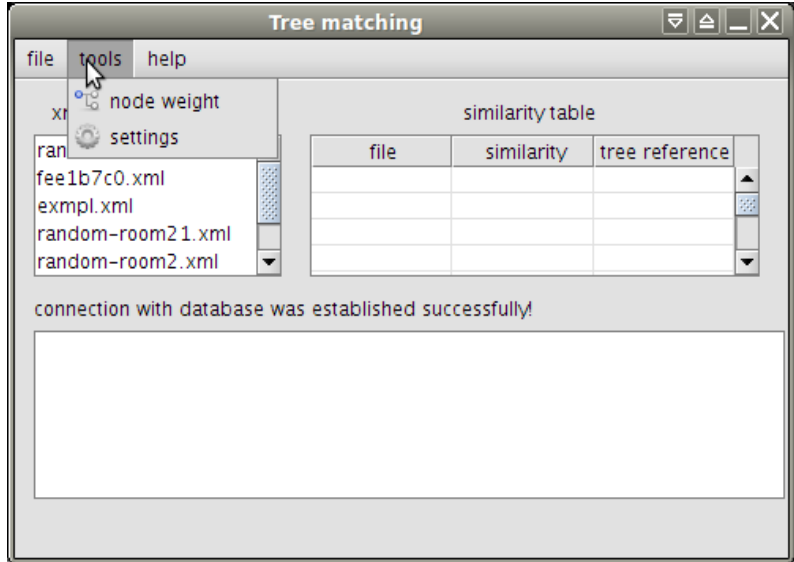 Tree matching
file tools help
node weight
settings
similarity table
file similarity tree reference
fee1b7c0.xml
exmpl.xml
random-room21.xml
random-room2.xml
connection with database was established successfully!